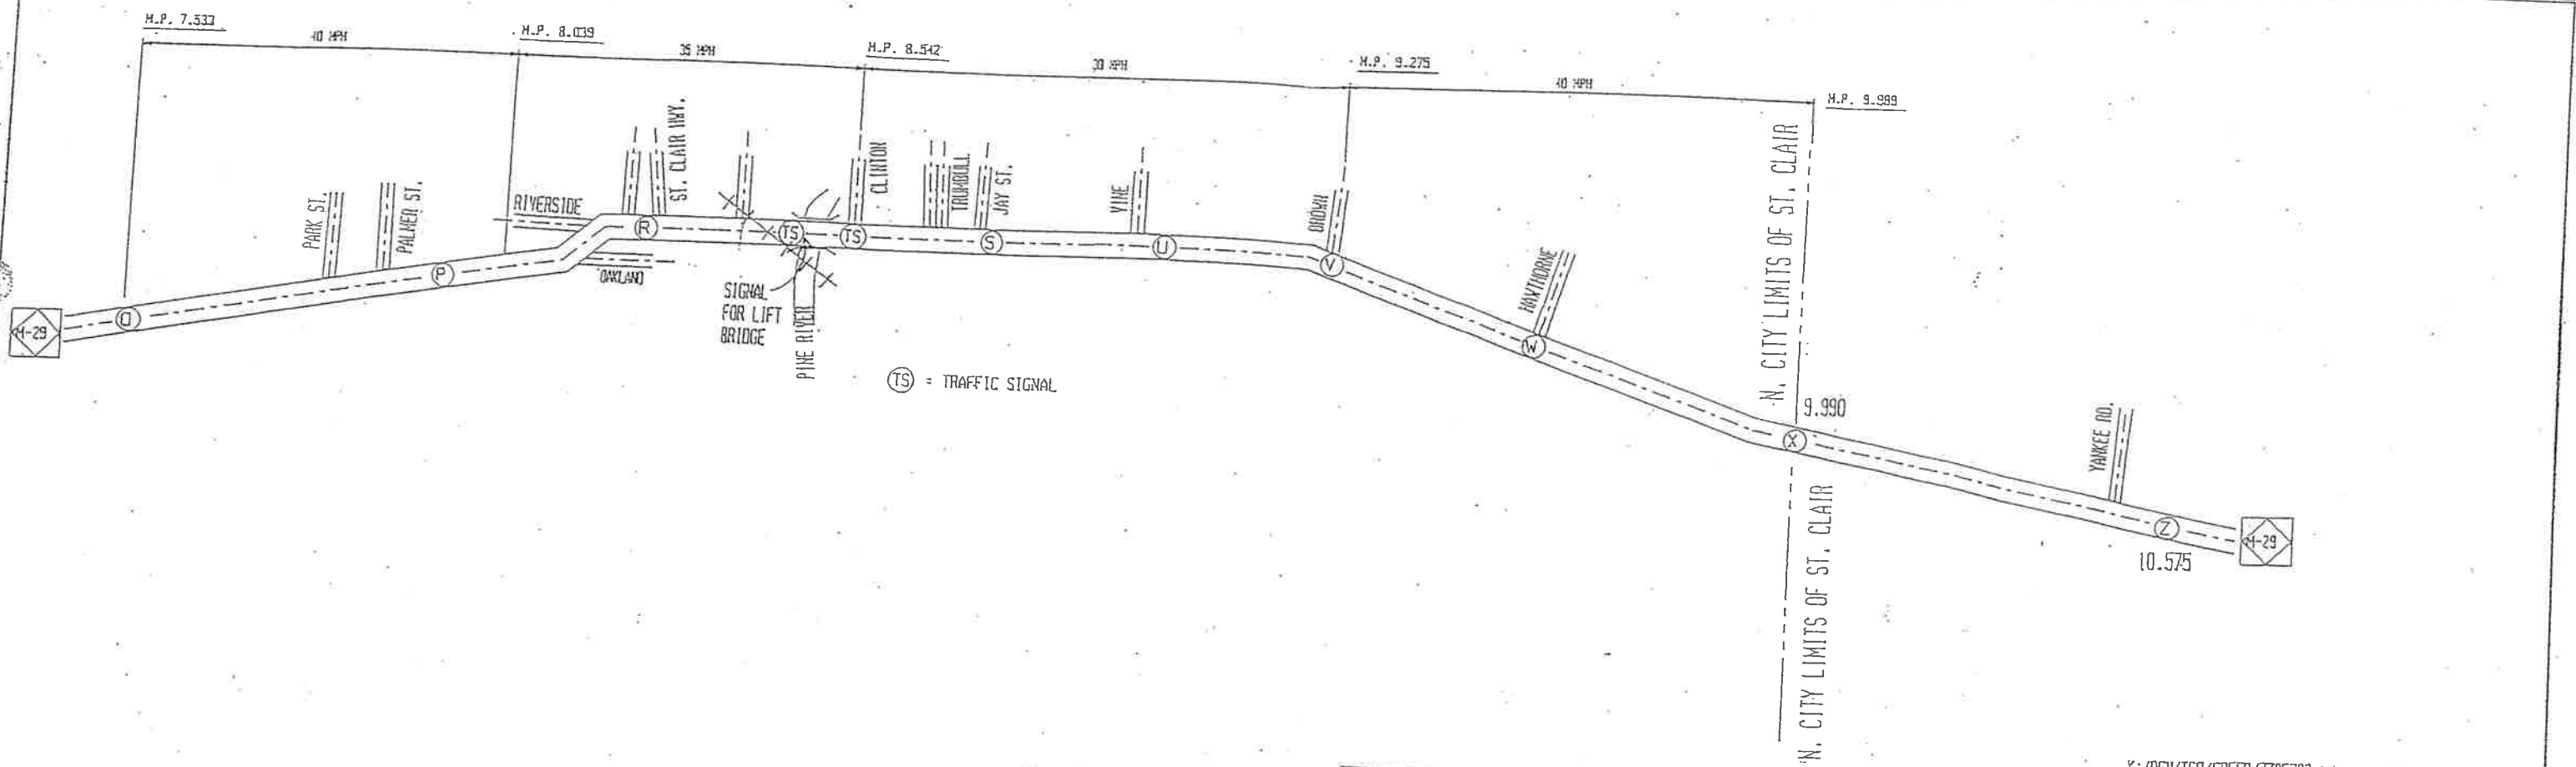 M.P. 7.533
40 MPH
M.P. 8.039
35 MPH
M.P. 8.542
30 MPH
M.P. 9.275
40 MPH
M.P. 9.989
PARK ST.
PALMER ST.
RIVERSIDE
OAKLAND
ST. CLAIR HWY.
CLINTON
TRUMBULL
JAY ST.
VINE
BROWN
HAWTHORNE
N. CITY LIMITS OF ST. CLAIR
YANKEE RD.
M-29
P
R
TS
TS
S
U
V
W
X
9.990
Z
10.575
M-29
SIGNAL
FOR LIFT
BRIDGE
PINE RIVER
TS = TRAFFIC SIGNAL
N. CITY LIMITS OF ST. CLAIR